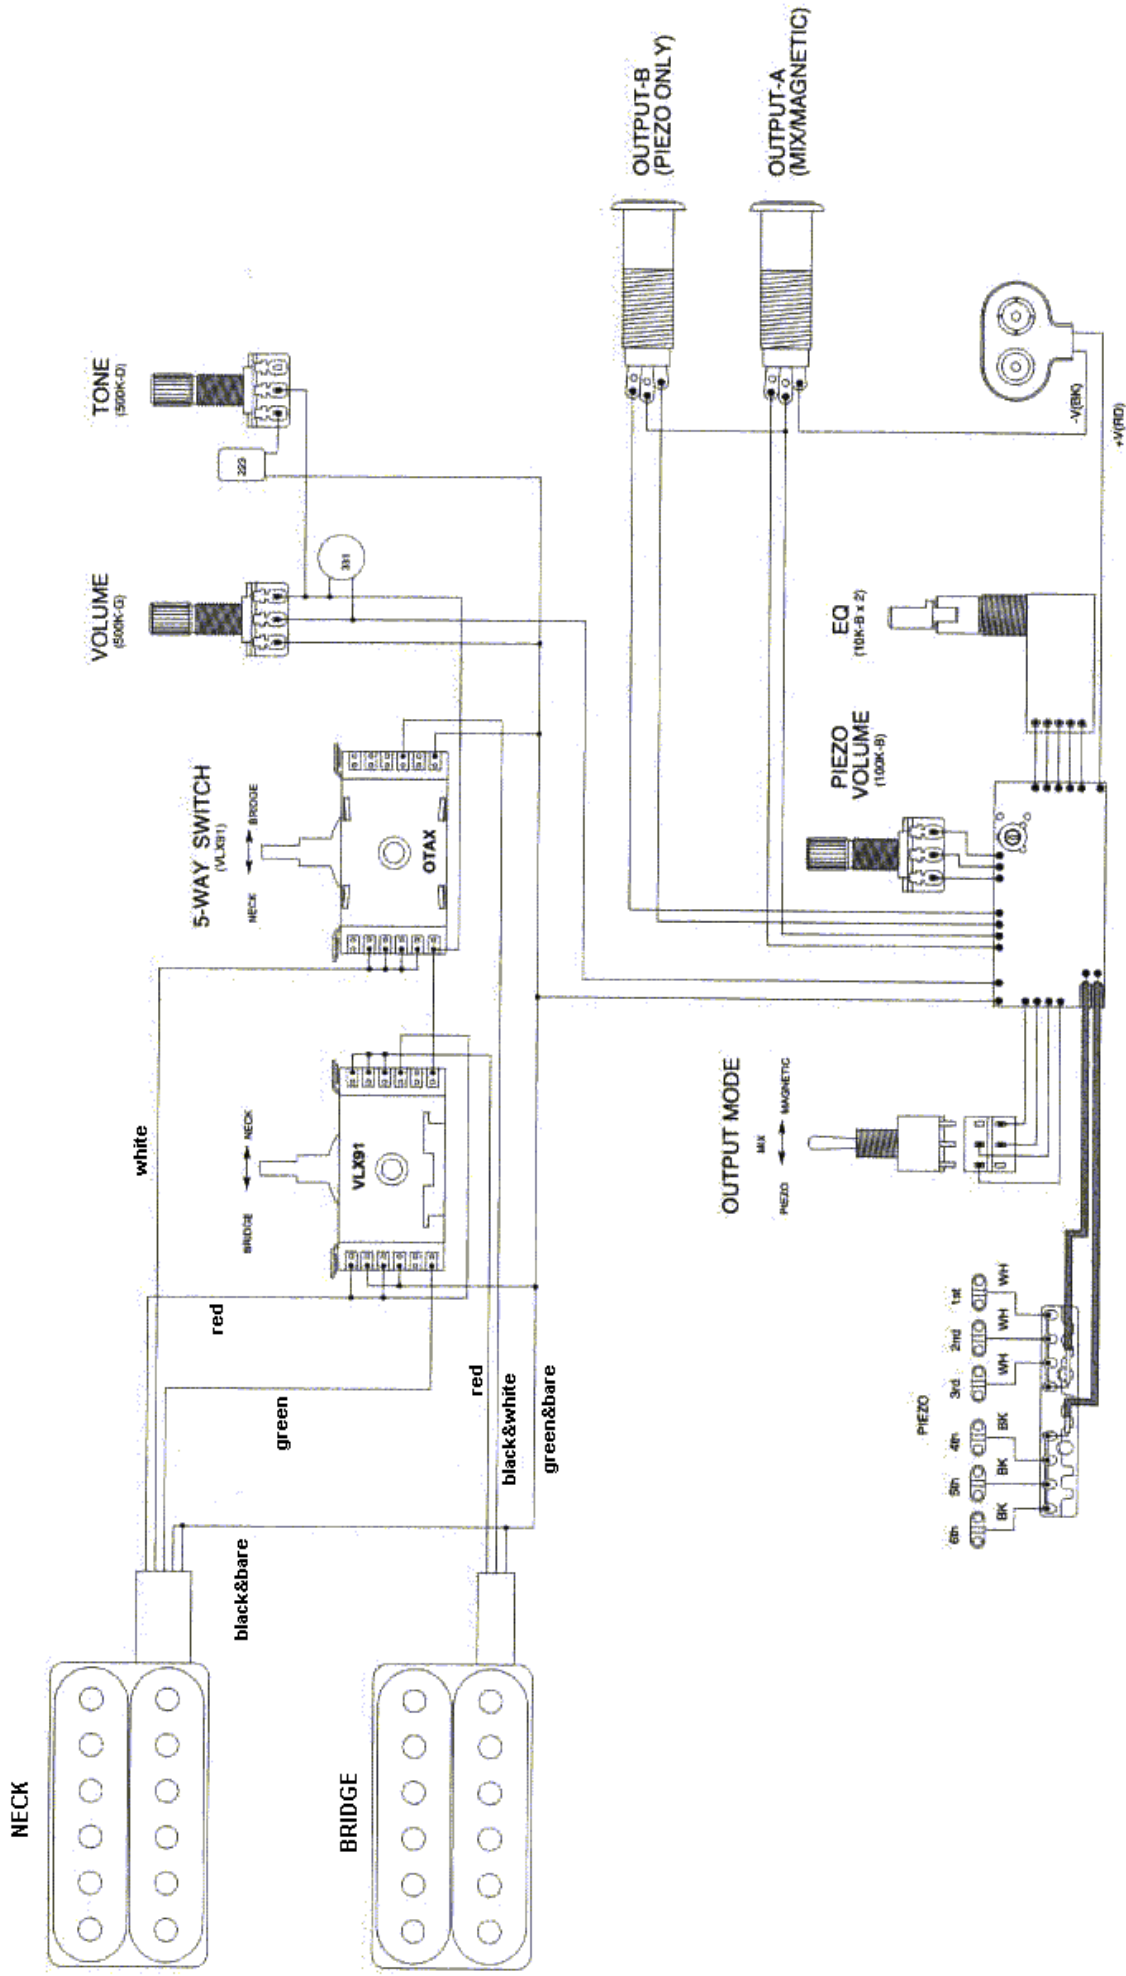 NECK
BRIDGE
black&bare
green
red
white
red
black&white
green&bare
BRIDGE
NECK
VLX91
5-WAY SWITCH
(VLX91)
NECK
BRIDGE
OTAX
VOLUME
(500K-G)
331
TONE
(500K-D)
223
OUTPUT-B
(PIEZO ONLY)
OUTPUT-A
(MIX/MAGNETIC)
-V(BK)
+V(RD)
EQ
(10K-B x 2)
PIEZO
VOLUME
(100K-B)
OUTPUT MODE
MIX
PIEZO
MAGNETIC
PIEZO
6th
5th
4th
3rd
2nd
1st
BK
BK
BK
WH
WH
WH